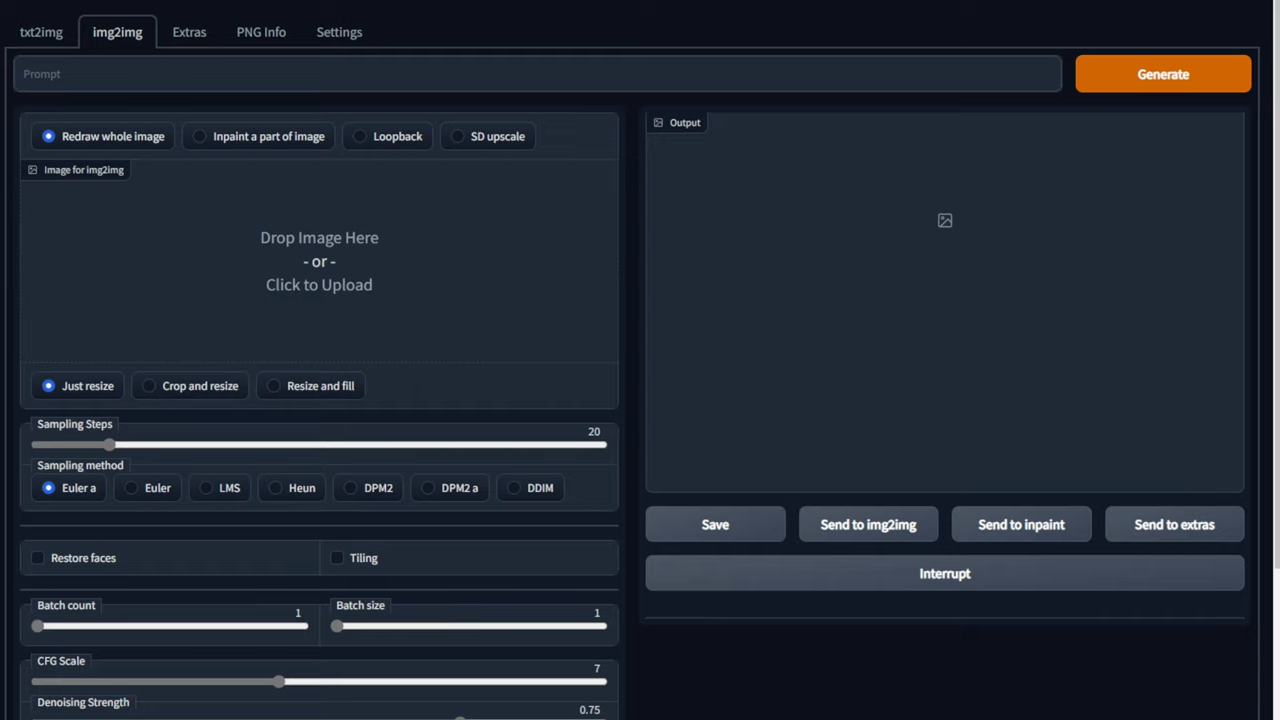 txt2img img2img Extras PNG Info Settings
Prompt
Generate
Redraw whole image Inpaint a part of image Loopback SD upscale
Image for img2img
Drop Image Here
- or -
Click to Upload
Just resize Crop and resize Resize and fill
Sampling Steps
20
Sampling method
Euler a Euler LMS Heun DPM2 DPM2 a DDIM
Restore faces Tiling
Batch count
1
Batch size
1
CFG Scale
7
Denoising Strength
0.75
Output
Save Send to img2img Send to inpaint Send to extras
Interrupt